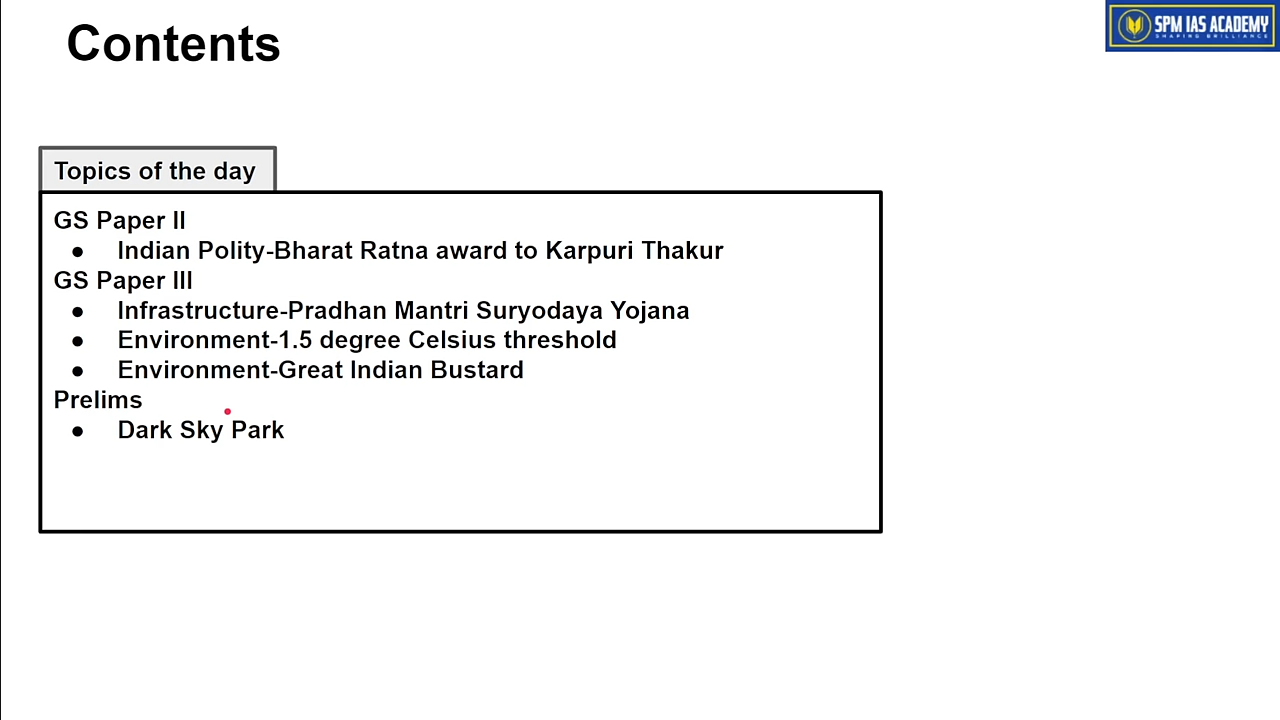 Contents
SPM IAS ACADEMY
SHAPING BRILLIANCE
Topics of the day
GS Paper II
● Indian Polity-Bharat Ratna award to Karpuri Thakur
GS Paper III
● Infrastructure-Pradhan Mantri Suryodaya Yojana
● Environment-1.5 degree Celsius threshold
● Environment-Great Indian Bustard
Prelims
● Dark Sky Park